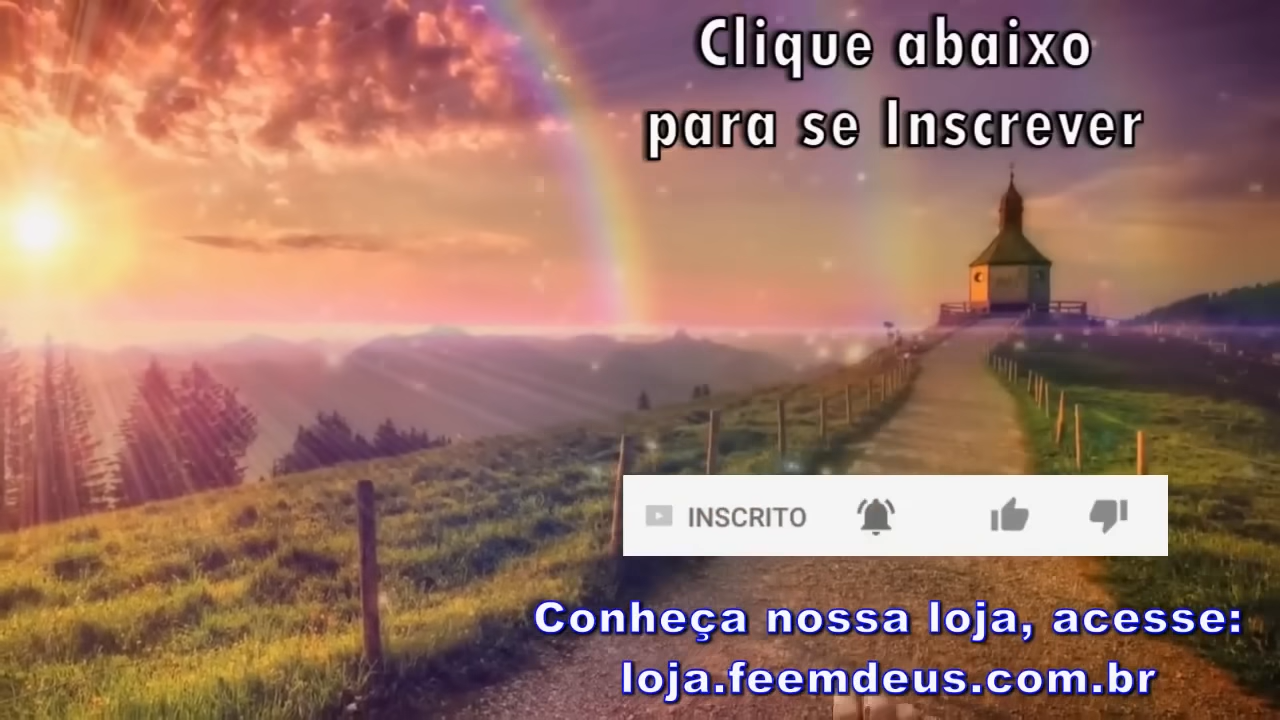 Clique abaixo
para se Inscrever
INSCRITO
Conheça nossa loja, acesse:
loja.feemdeus.com.br